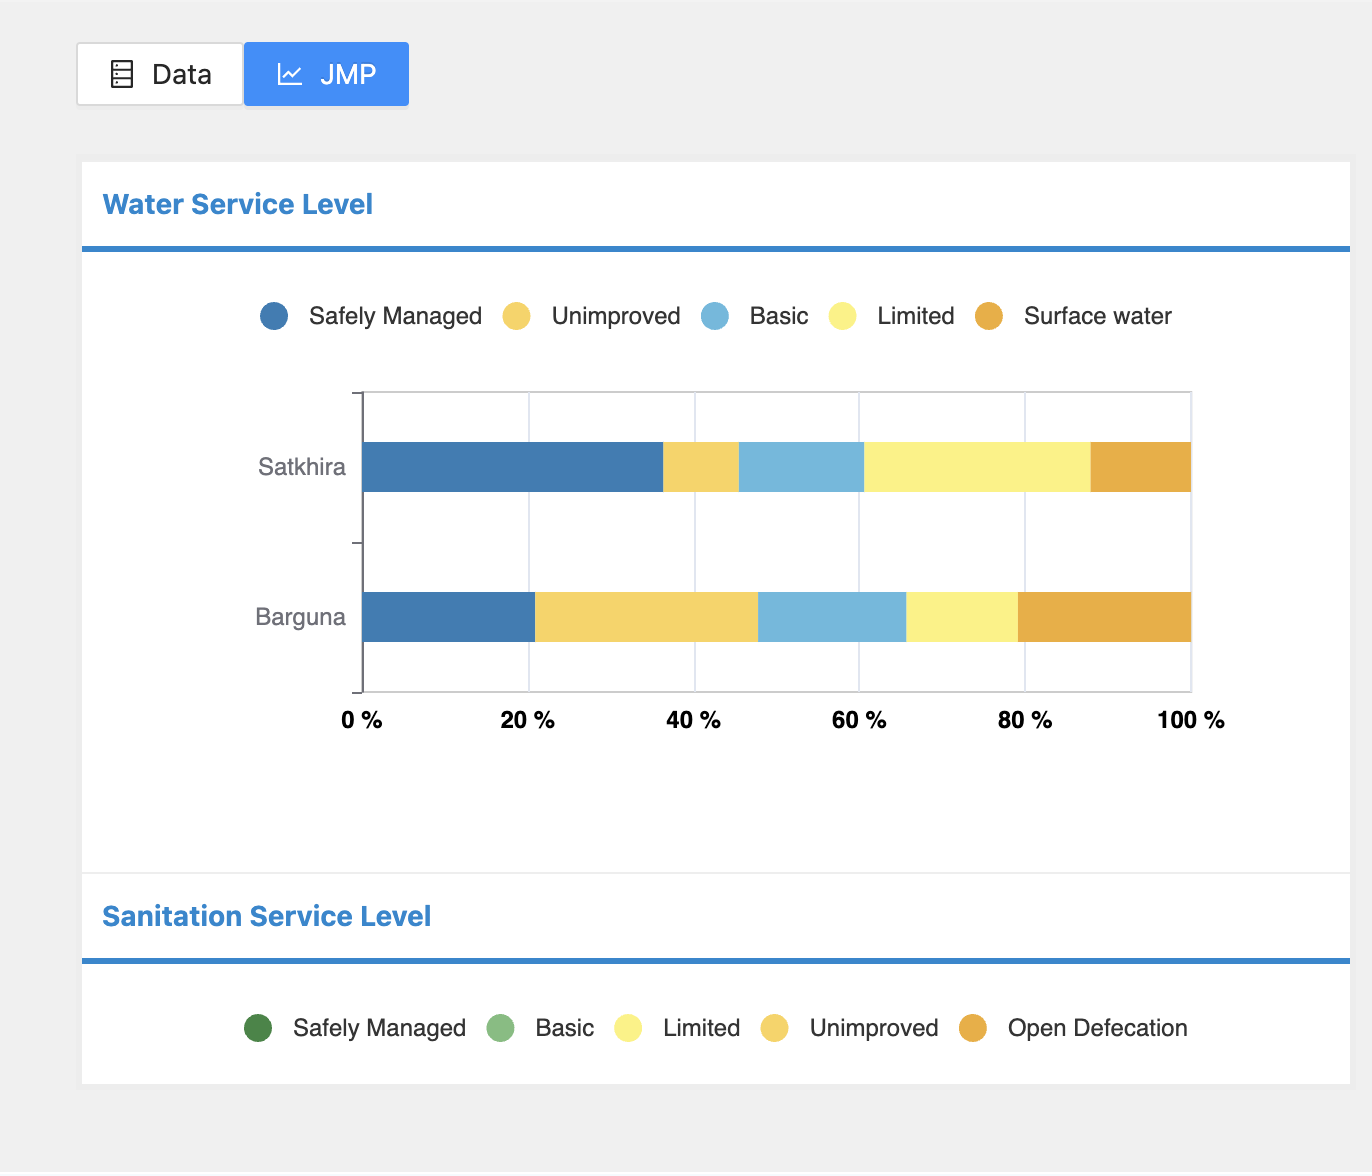 Data JMP
Water Service Level
Safely Managed Unimproved Basic Limited Surface water
Satkhira
Barguna
0 % 20 % 40 % 60 % 80 % 100 %
Sanitation Service Level
Safely Managed Basic Limited Unimproved Open Defecation